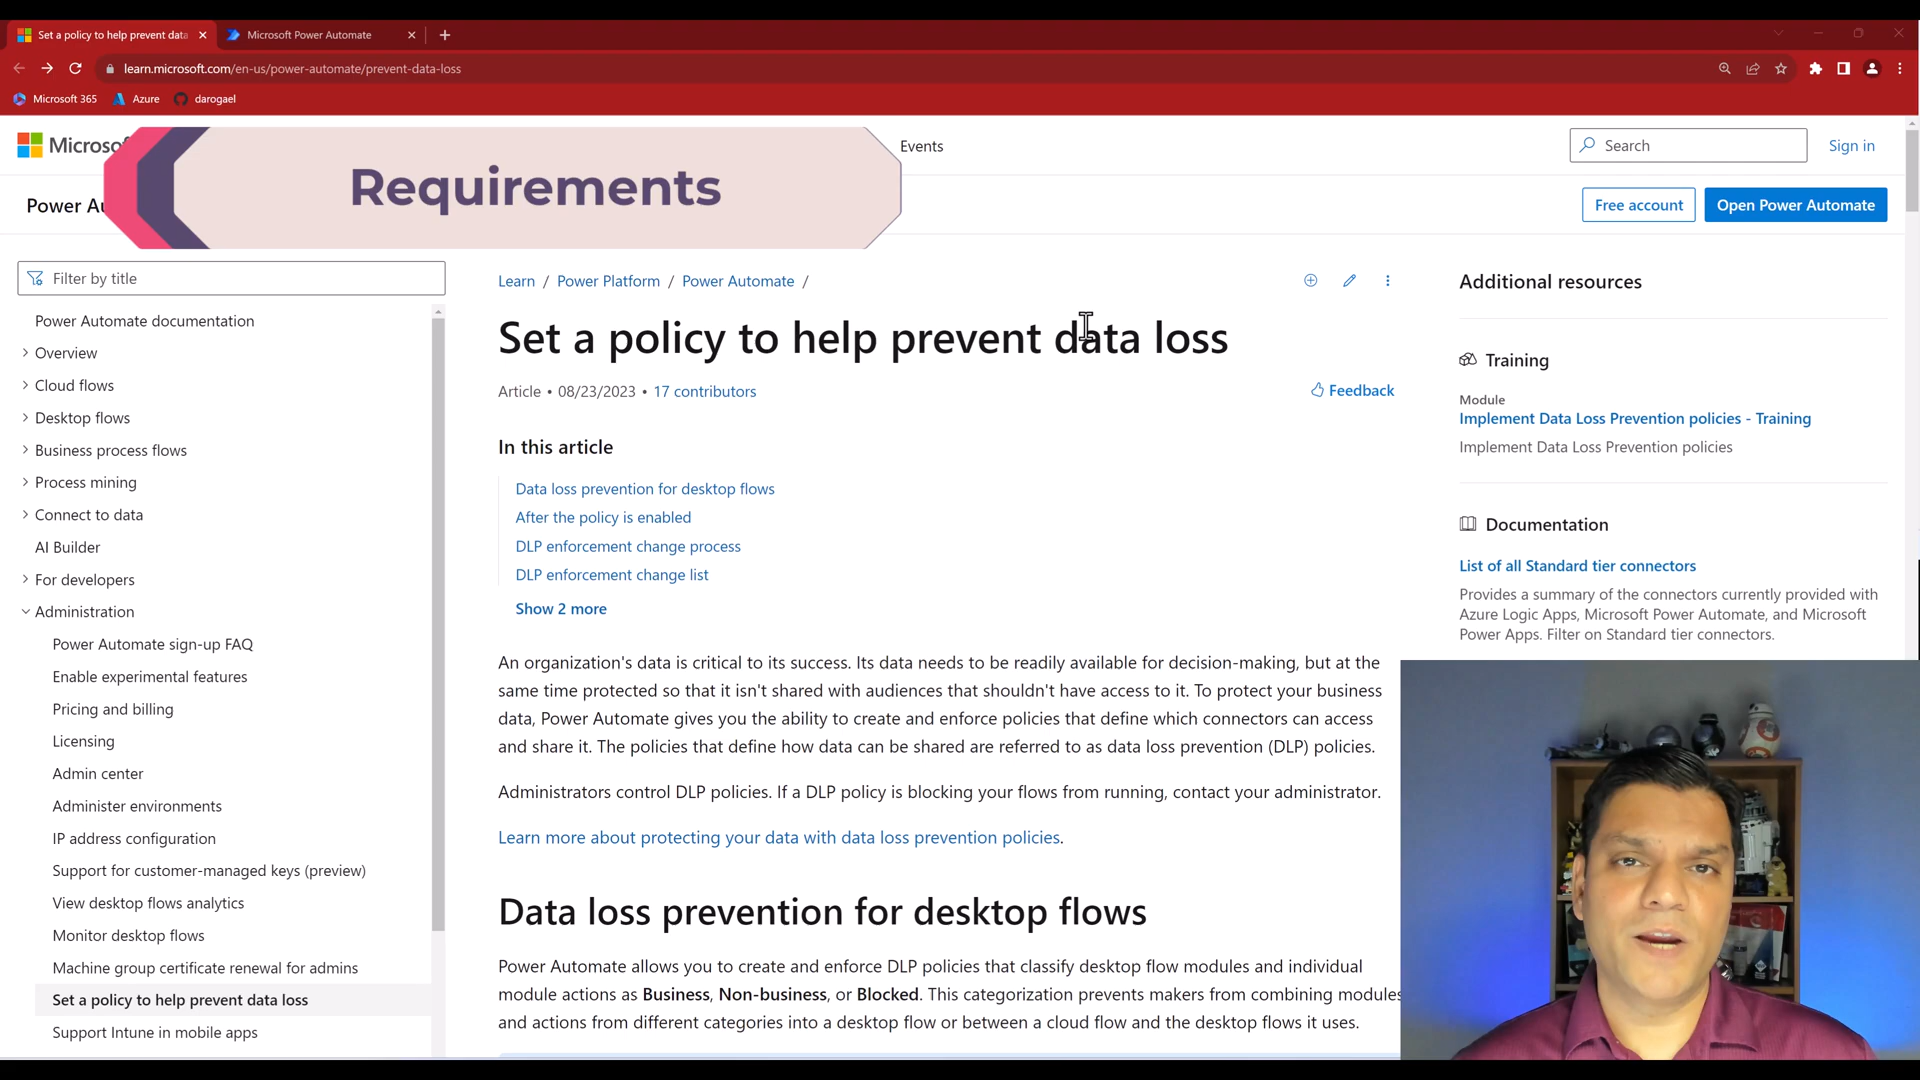 Set a policy to help prevent data
Microsoft Power Automate
learn.microsoft.com/en-us/power-automate/prevent-data-loss
Microsoft 365
Azure
darogael
Requirements
Events
Search
Sign in
Free account
Open Power Automate
Filter by title
Power Automate documentation
Overview
Cloud flows
Desktop flows
Business process flows
Process mining
Connect to data
AI Builder
For developers
Administration
Power Automate sign-up FAQ
Enable experimental features
Pricing and billing
Licensing
Admin center
Administer environments
IP address configuration
Support for customer-managed keys (preview)
View desktop flows analytics
Monitor desktop flows
Machine group certificate renewal for admins
Set a policy to help prevent data loss
Support Intune in mobile apps
Learn / Power Platform / Power Automate /
Set a policy to help prevent data loss
Article • 08/23/2023 • 17 contributors
Feedback
In this article
Data loss prevention for desktop flows
After the policy is enabled
DLP enforcement change process
DLP enforcement change list
Show 2 more
An organization's data is critical to its success. Its data needs to be readily available for decision-making, but at the
same time protected so that it isn't shared with audiences that shouldn't have access to it. To protect your business
data, Power Automate gives you the ability to create and enforce policies that define which connectors can access
and share it. The policies that define how data can be shared are referred to as data loss prevention (DLP) policies.
Administrators control DLP policies. If a DLP policy is blocking your flows from running, contact your administrator.
Learn more about protecting your data with data loss prevention policies.
Data loss prevention for desktop flows
Power Automate allows you to create and enforce DLP policies that classify desktop flow modules and individual
module actions as Business, Non-business, or Blocked. This categorization prevents makers from combining modules
and actions from different categories into a desktop flow or between a cloud flow and the desktop flows it uses.
Additional resources
Training
Module
Implement Data Loss Prevention policies - Training
Implement Data Loss Prevention policies
Documentation
List of all Standard tier connectors
Provides a summary of the connectors currently provided with
Azure Logic Apps, Microsoft Power Automate, and Microsoft
Power Apps. Filter on Standard tier connectors.